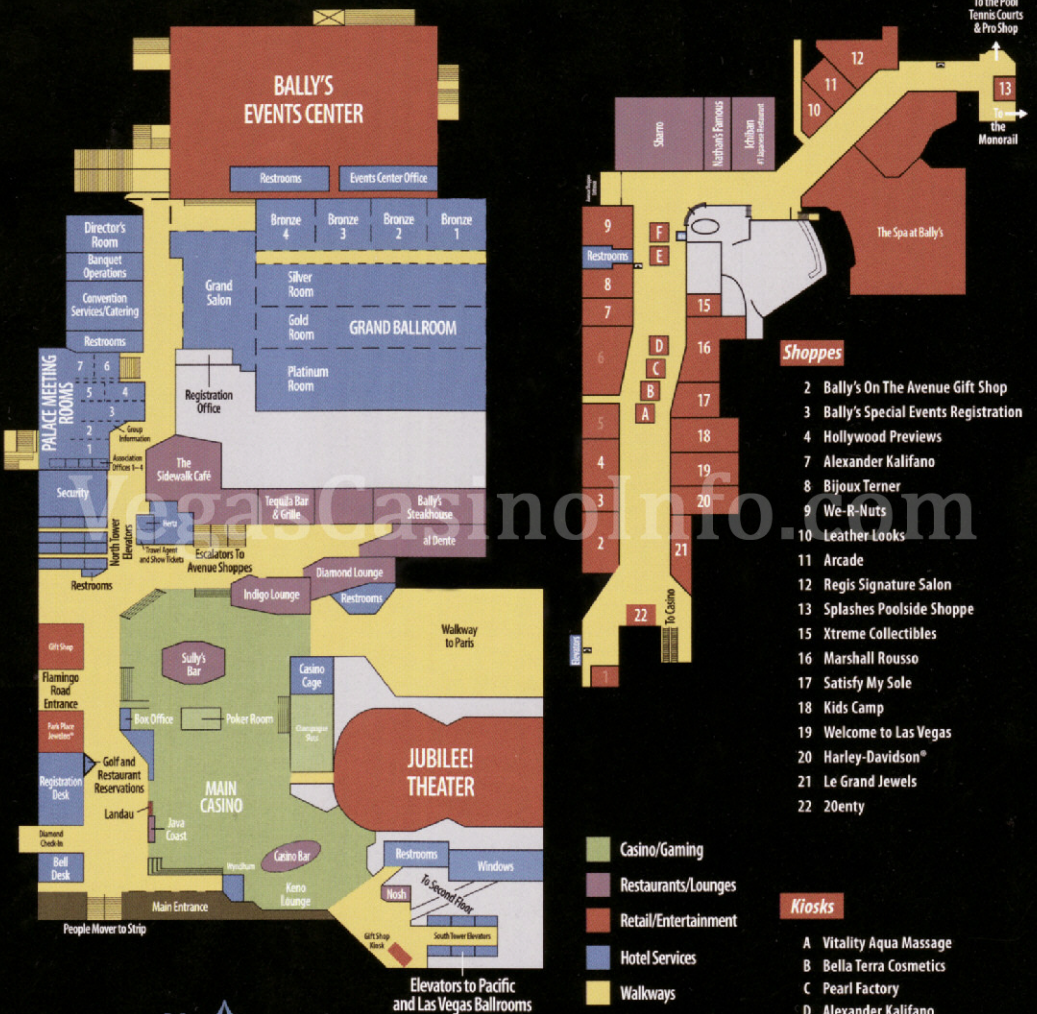 BALLY'S
EVENTS CENTER
Restrooms
Events Center Office
Director's
Room
Banquet
Operations
Convention
Services/Catering
Restrooms
Bronze
4
Bronze
3
Bronze
2
Bronze
1
Grand
Salon
Silver
Room
Gold
Room
GRAND BALLROOM
Platinum
Room
Registration
Office
PALACE MEETING
ROOMS
7
6
5
4
3
2
1
Group
Information
Association
Offices 1–4
The
Sidewalk Café
Security
Tequila Bar
& Grille
Bally's
Steakhouse
al Dente
North Tower
Elevators
Hertz
Travel Agent
and Show Tickets
Escalators To
Avenue Shoppes
Restrooms
Diamond Lounge
Indigo Lounge
Restrooms
Gift Shop
Flamingo
Road
Entrance
Park Place
Jewelers
Sully's
Bar
Casino
Cage
Walkway
to Paris
Box Office
Poker Room
Golf and
Restaurant
Reservations
Registration
Desk
MAIN
CASINO
JUBILEE!
THEATER
Landau
Java
Coast
Diamond
Check-In
Bell
Desk
Wyndham
Casino Bar
Keno
Lounge
Restrooms
Windows
Nosh
To Second Floor
Main Entrance
People Mover to Strip
Gift Shop
Kiosk
South Tower Elevators
Elevators to Pacific
and Las Vegas Ballrooms
To the Pool
Tennis Courts
& Pro Shop
12
11
10
13
To
the
Monorail
Sbarro
Nathan's Famous
Ichiban
#1 Japanese Restaurant
The Spa at Bally's
9
F
Restrooms
E
8
7
15
6
D
C
B
A
16
17
5
4
3
2
18
19
20
21
22
To Casino
Elevators
1
VegasCasinoInfo.com
Shoppes
2 Bally's On The Avenue Gift Shop
3 Bally's Special Events Registration
4 Hollywood Previews
7 Alexander Kalifano
8 Bijoux Terner
9 We-R-Nuts
10 Leather Looks
11 Arcade
12 Regis Signature Salon
13 Splashes Poolside Shoppe
15 Xtreme Collectibles
16 Marshall Rousso
17 Satisfy My Sole
18 Kids Camp
19 Welcome to Las Vegas
20 Harley-Davidson®
21 Le Grand Jewels
22 20enty
Casino/Gaming
Restaurants/Lounges
Retail/Entertainment
Hotel Services
Walkways
Kiosks
A Vitality Aqua Massage
B Bella Terra Cosmetics
C Pearl Factory
D Alexander Kalifano